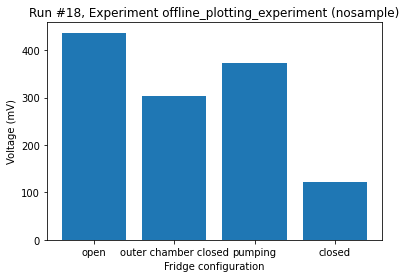 Run #18, Experiment offline_plotting_experiment (nosample)
400
300
200
100
0
Voltage (mV)
open
outer chamber closed
pumping
closed
Fridge configuration